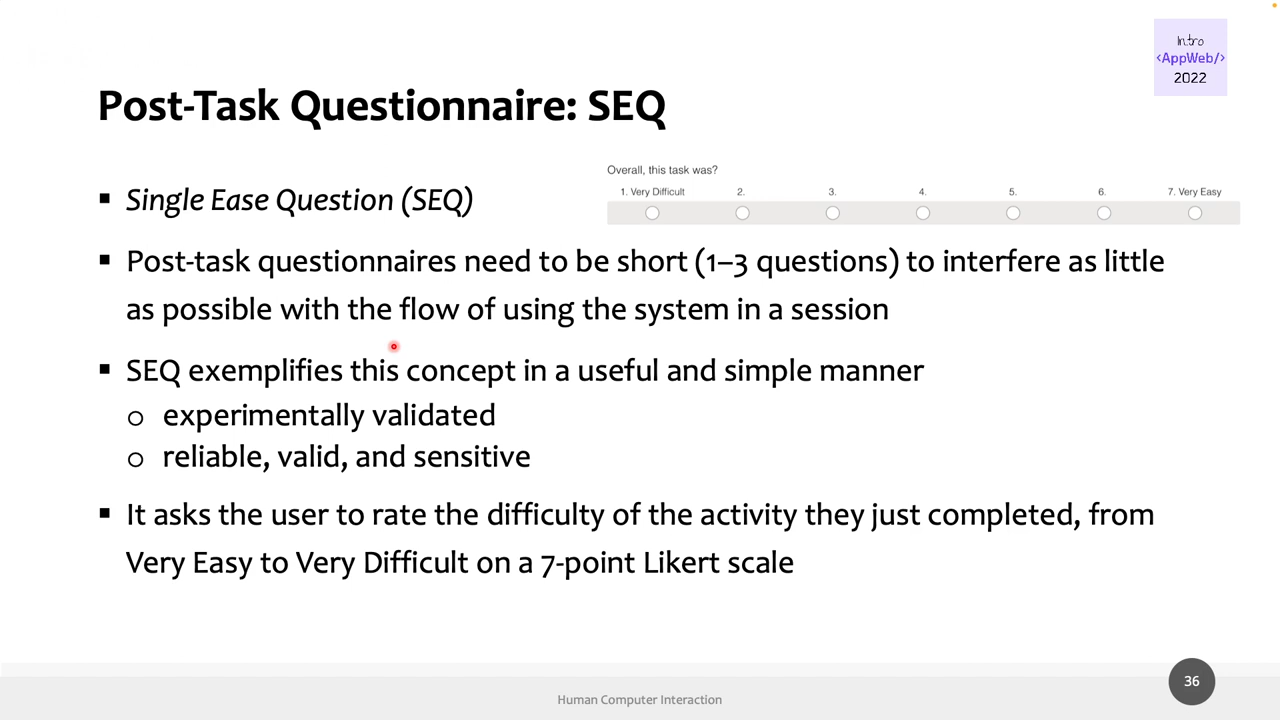 Intro
<AppWeb/>
2022
Post-Task Questionnaire: SEQ
▪ Single Ease Question (SEQ)
Overall, this task was?
1. Very Difficult 2. 3. 4. 5. 6. 7. Very Easy
▪ Post-task questionnaires need to be short (1–3 questions) to interfere as little
as possible with the flow of using the system in a session
▪ SEQ exemplifies this concept in a useful and simple manner
o experimentally validated
o reliable, valid, and sensitive
▪ It asks the user to rate the difficulty of the activity they just completed, from
Very Easy to Very Difficult on a 7-point Likert scale
Human Computer Interaction
36